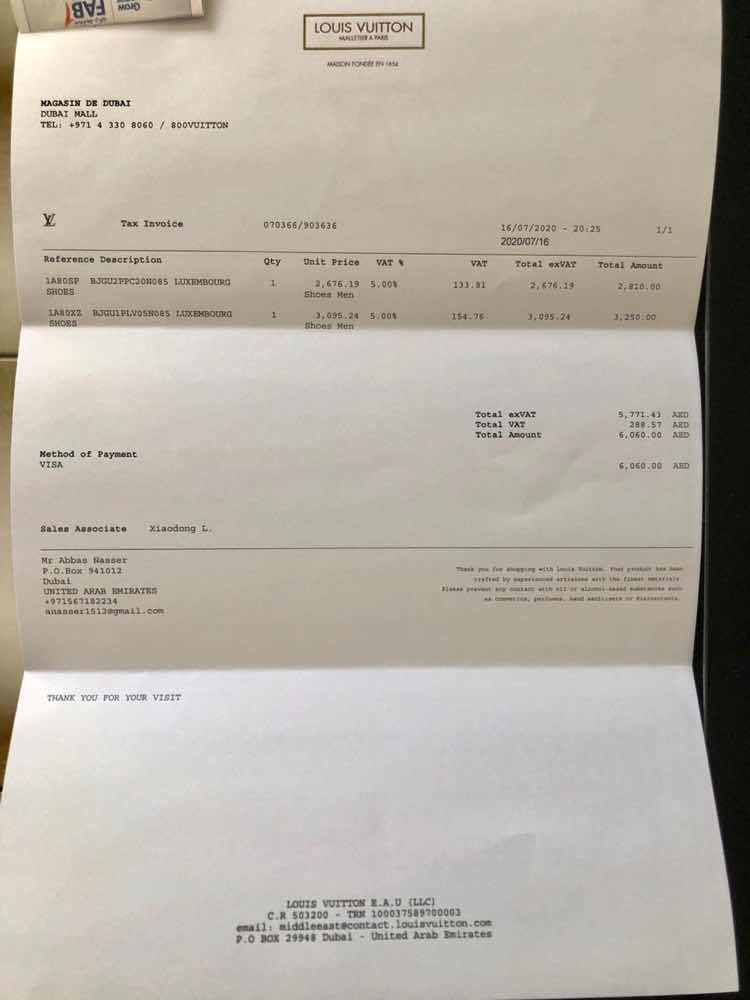 Grow
FAB
LOUIS VUITTON
MALLETIER A PARIS
MAISON FONDÉE EN 1854
MAGASIN DE DUBAI
DUBAI MALL
TEL: +971 4 330 8060 / 800VUITTON
LV Tax Invoice 070366/903636 16/07/2020 - 20:25 1/1
2020/07/16
Reference Description Qty Unit Price VAT % VAT Total exVAT Total Amount
1A80SP BJGU2PPC20N085 LUXEMBOURG 1 2,676.19 5.00% 133.81 2,676.19 2,810.00
SHOES Shoes Men
1A80XZ BJGU1PLV05N085 LUXEMBOURG 1 3,095.24 5.00% 154.76 3,095.24 3,250.00
SHOES Shoes Men
Total exVAT 5,771.43 AED
Total VAT 288.57 AED
Total Amount 6,060.00 AED
Method of Payment
VISA 6,060.00 AED
Sales Associate Xiaodong L.
Mr Abbas Nasser
P.O.Box 941012
Dubai
UNITED ARAB EMIRATES
+971567182234
anasser1512@gmail.com
Thank you for shopping with Louis Vuitton. Your product has been
crafted by experienced artisians with the finest materials.
Please prevent any contact with oil or alcohol-based substances such
as cosmetics, perfumes, hand sanitisers or disinfectants.
THANK YOU FOR YOUR VISIT
LOUIS VUITTON E.A.U (LLC)
C.R 503200 - TRN 100037589700003
email: middleeast@contact.louisvuitton.com
P.O BOX 29948 Dubai - United Arab Emirates